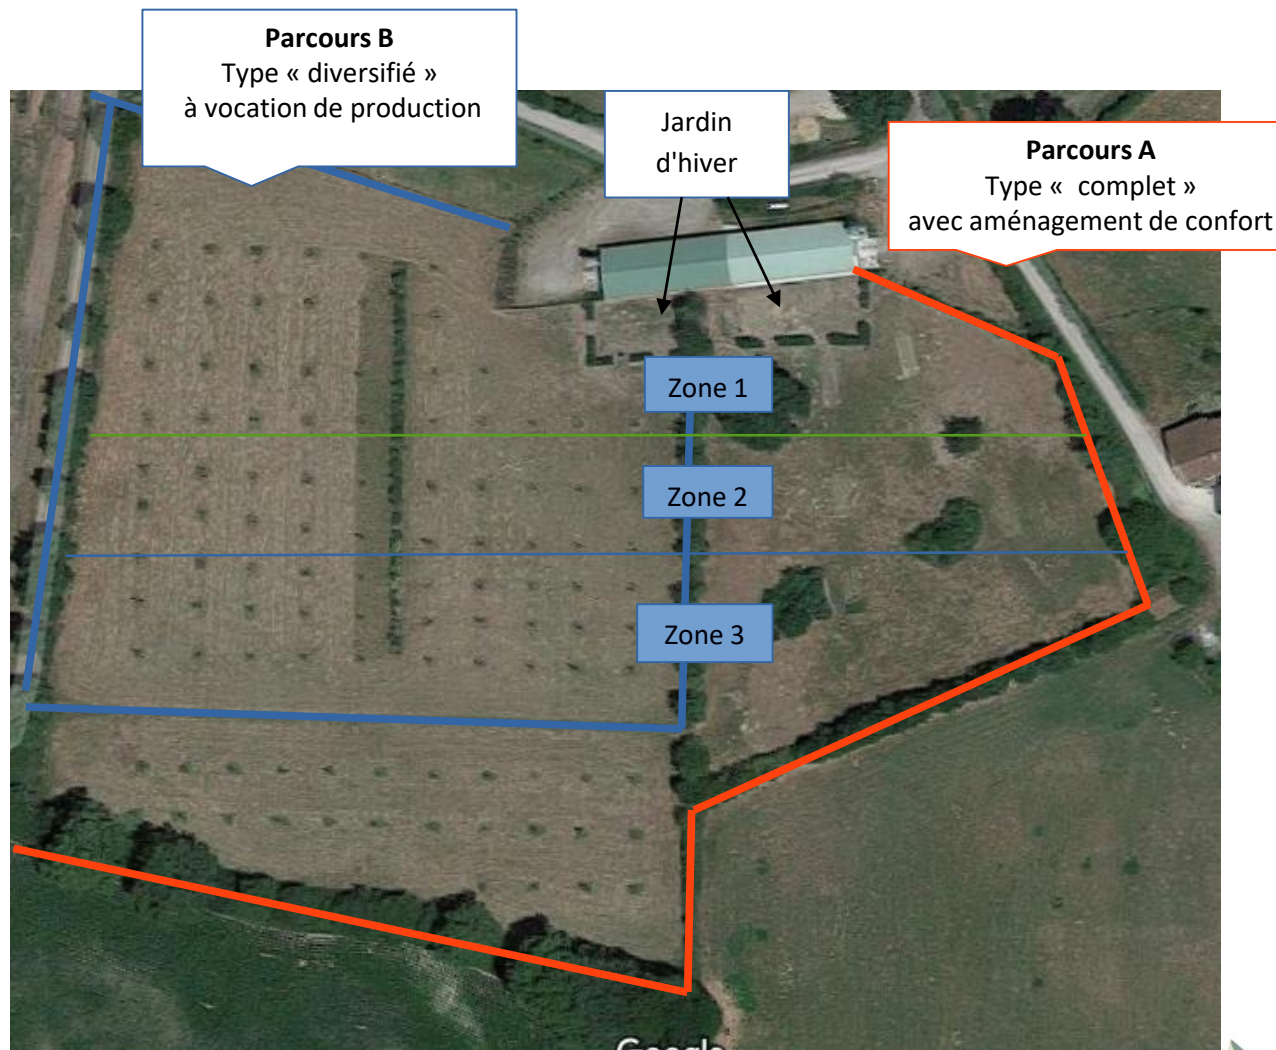 Parcours B
Type « diversifié »
à vocation de production
Jardin
d'hiver
Parcours A
Type « complet »
avec aménagement de confort
Zone 1
Zone 2
Zone 3
Google